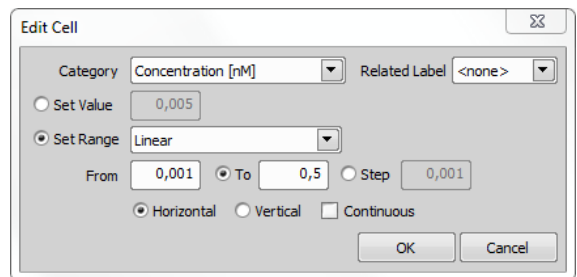 Edit Cell
Category Concentration [nM] Related Label <none>
Set Value 0,005
Set Range Linear
From 0,001 To 0,5 Step 0,001
Horizontal Vertical Continuous
OK Cancel